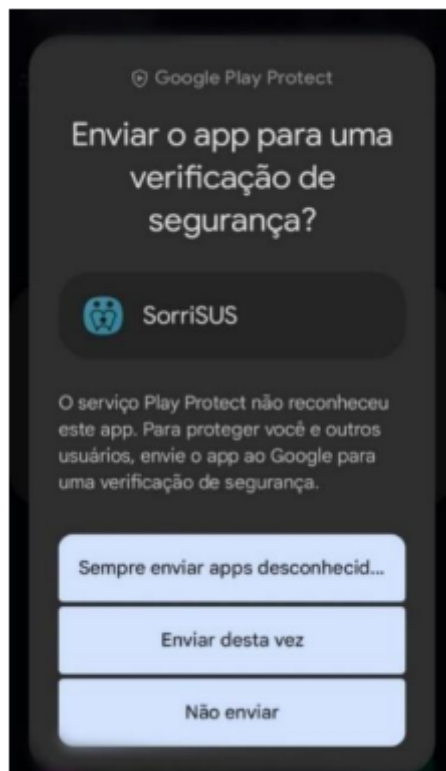 Google Play Protect
Enviar o app para uma
verificação de
segurança?
SorriSUS
O serviço Play Protect não reconheceu
este app. Para proteger você e outros
usuários, envie o app ao Google para
uma verificação de segurança.
Sempre enviar apps desconhecid...
Enviar desta vez
Não enviar